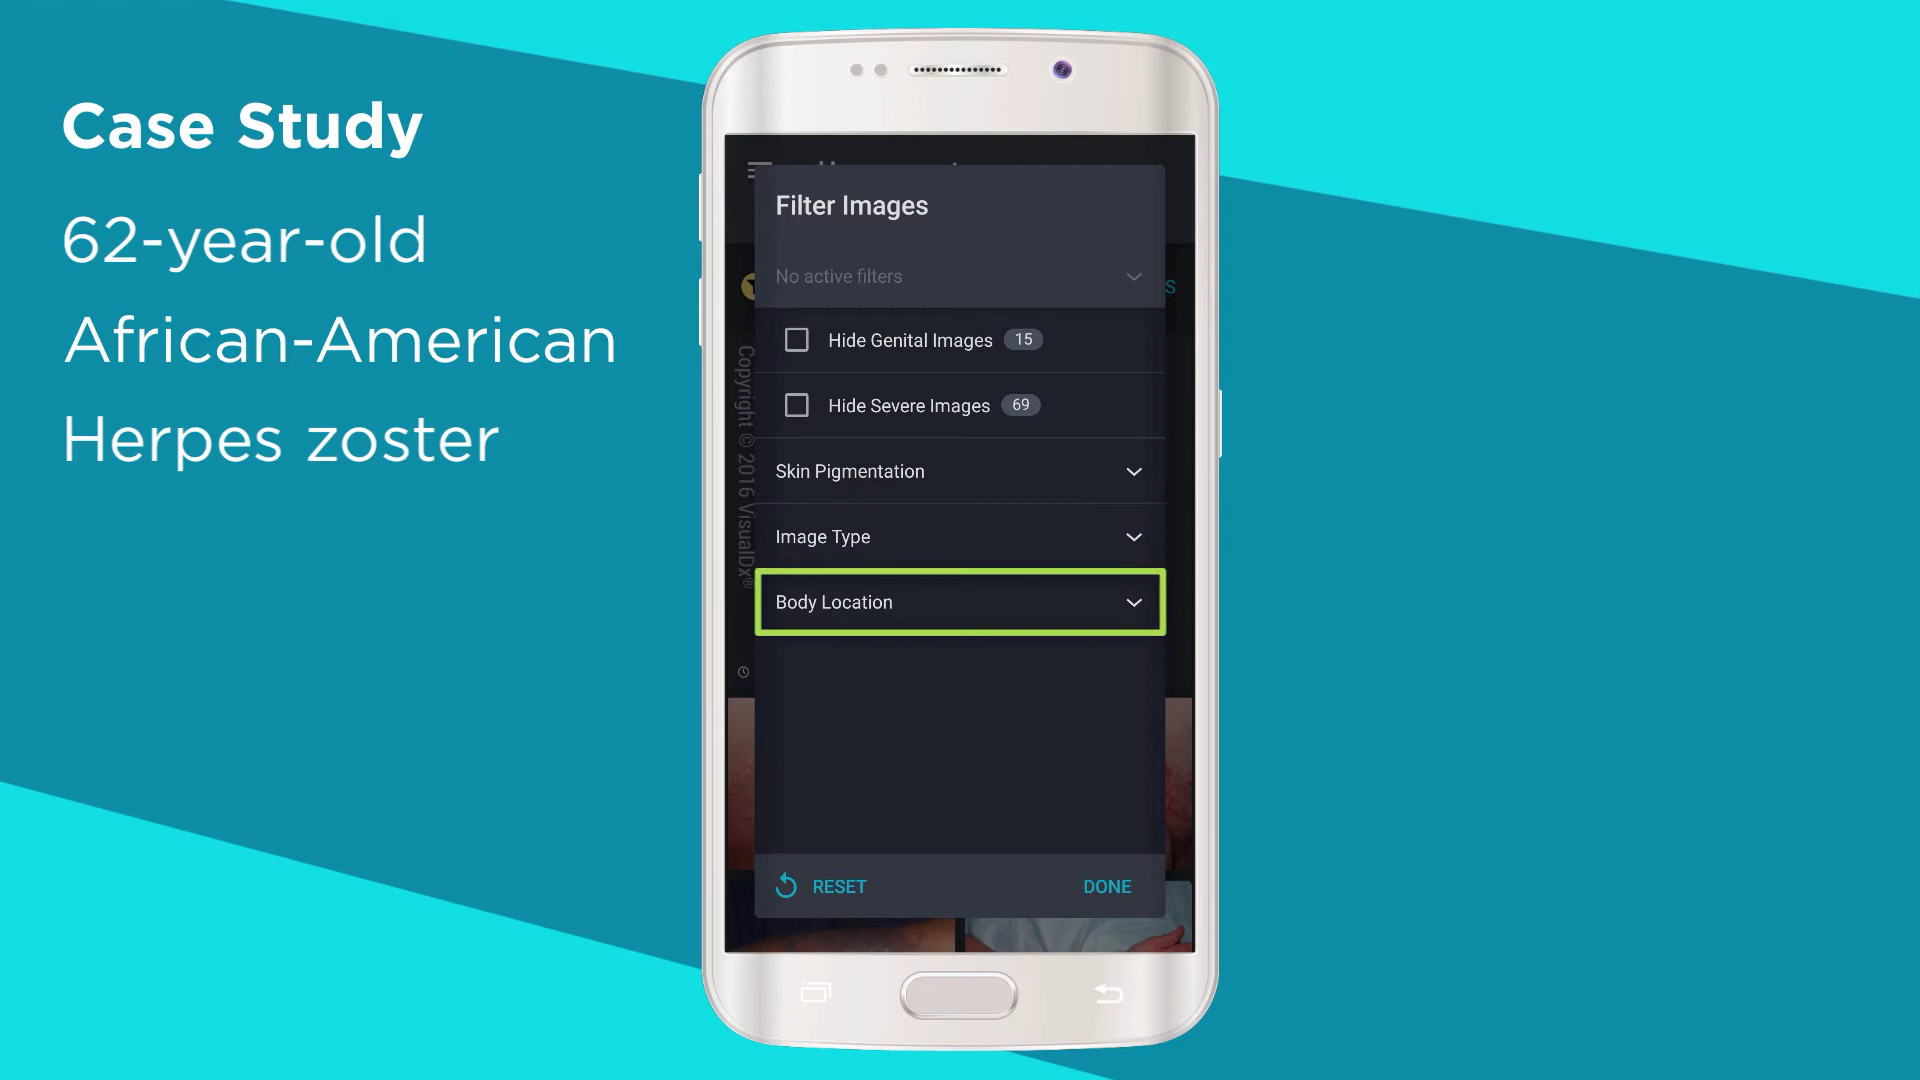 Case Study
62-year-old
African-American
Herpes zoster
Filter Images
No active filters
S
Hide Genital Images 15
Hide Severe Images 69
Skin Pigmentation
Image Type
Body Location
RESET
DONE
Copyright © 2016 VisualDx®